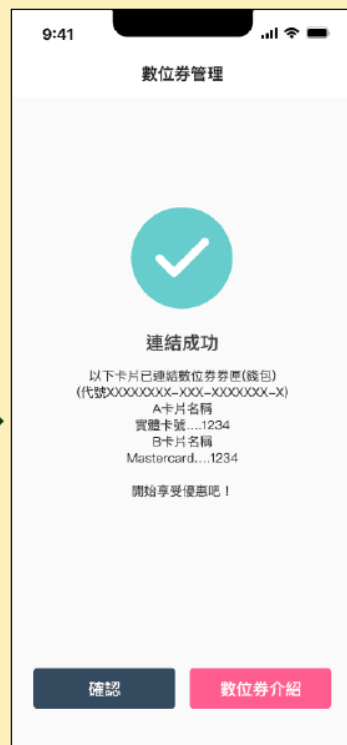 9:41
數位券管理
連結成功
以下卡片已連結數位券券匣(錢包)
(代號XXXXXXXX-XXX-XXXXXXX-X)
A卡片名稱
實體卡號....1234
B卡片名稱
Mastercard....1234
開始享受優惠吧！
確認
數位券介紹